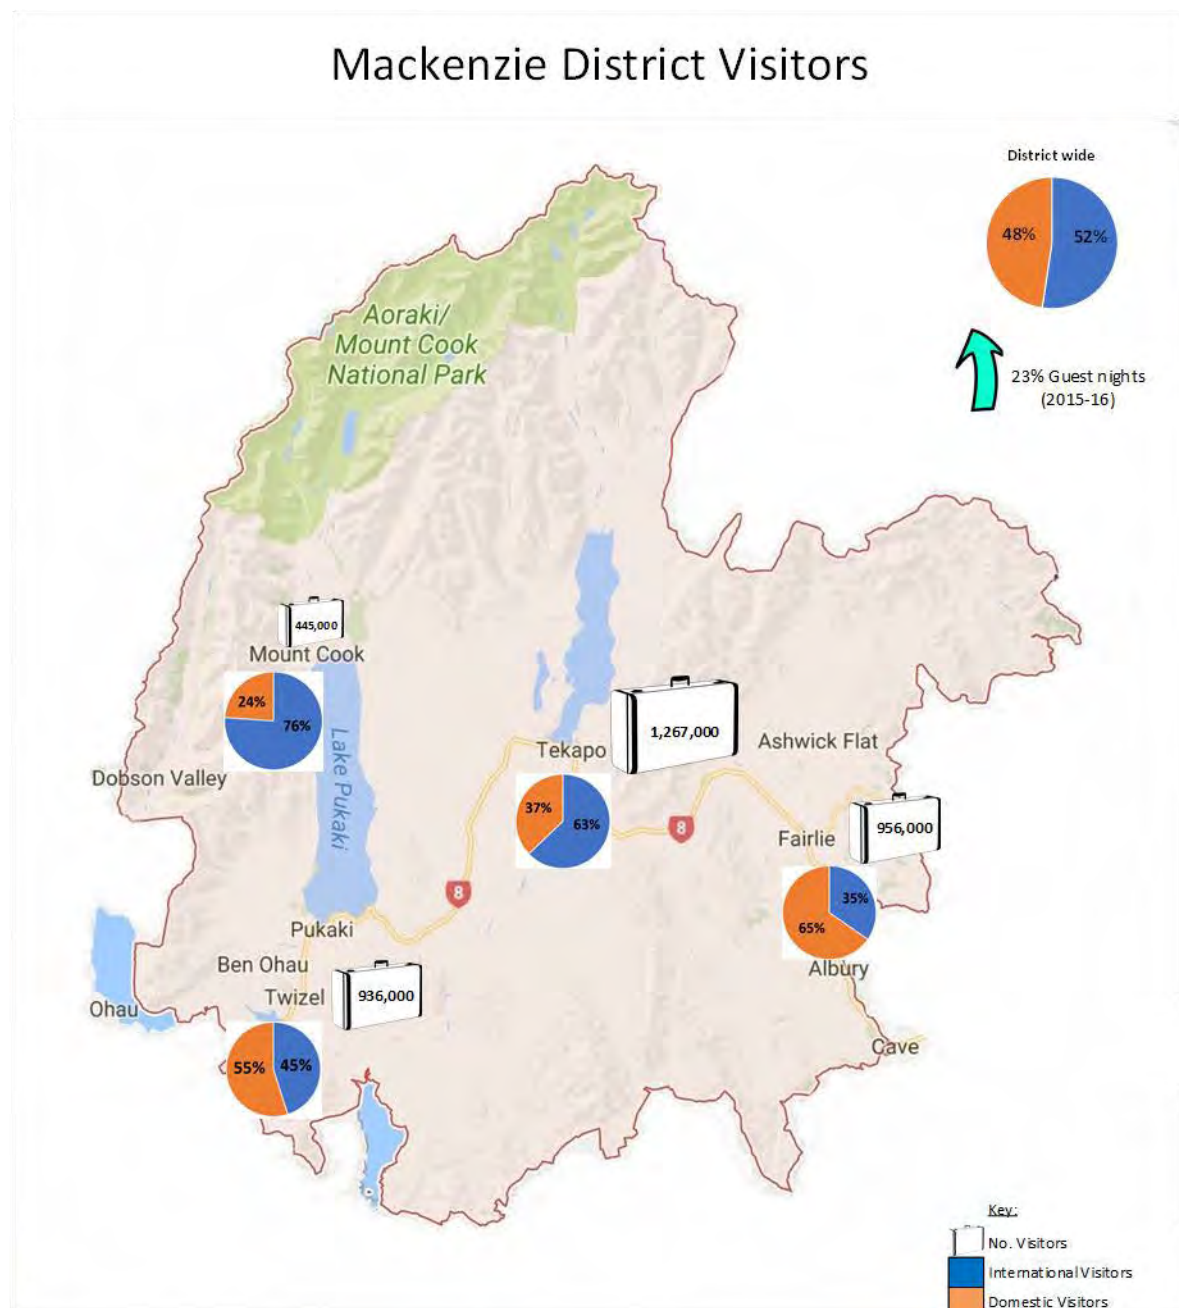 Mackenzie District Visitors
District wide
48%
52%
23% Guest nights
(2015-16)
Aoraki/
Mount Cook
National Park
445,000
Mount Cook
24%
76%
Lake Pukaki
Dobson Valley
1,267,000
Tekapo
Ashwick Flat
37%
63%
8
956,000
Fairlie
35%
65%
Albury
8
Pukaki
Ben Ohau
Twizel
936,000
Ohau
55%
45%
Cave
Key:
No. Visitors
International Visitors
Domestic Visitors